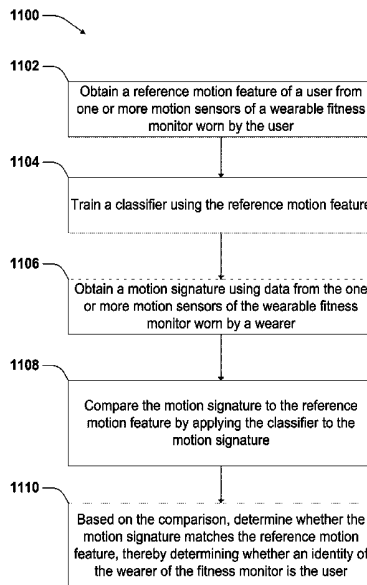 1100
1102
Obtain a reference motion feature of a user from
one or more motion sensors of a wearable fitness
monitor worn by the user
1104
Train a classifier using the reference motion feature
1106
Obtain a motion signature using data from the one
or more motion sensors of the wearable fitness
monitor worn by a wearer
1108
Compare the motion signature to the reference
motion feature by applying the classifier to the
motion signature
1110
Based on the comparison, determine whether the
motion signature matches the reference motion
feature, thereby determining whether an identity of
the wearer of the fitness monitor is the user